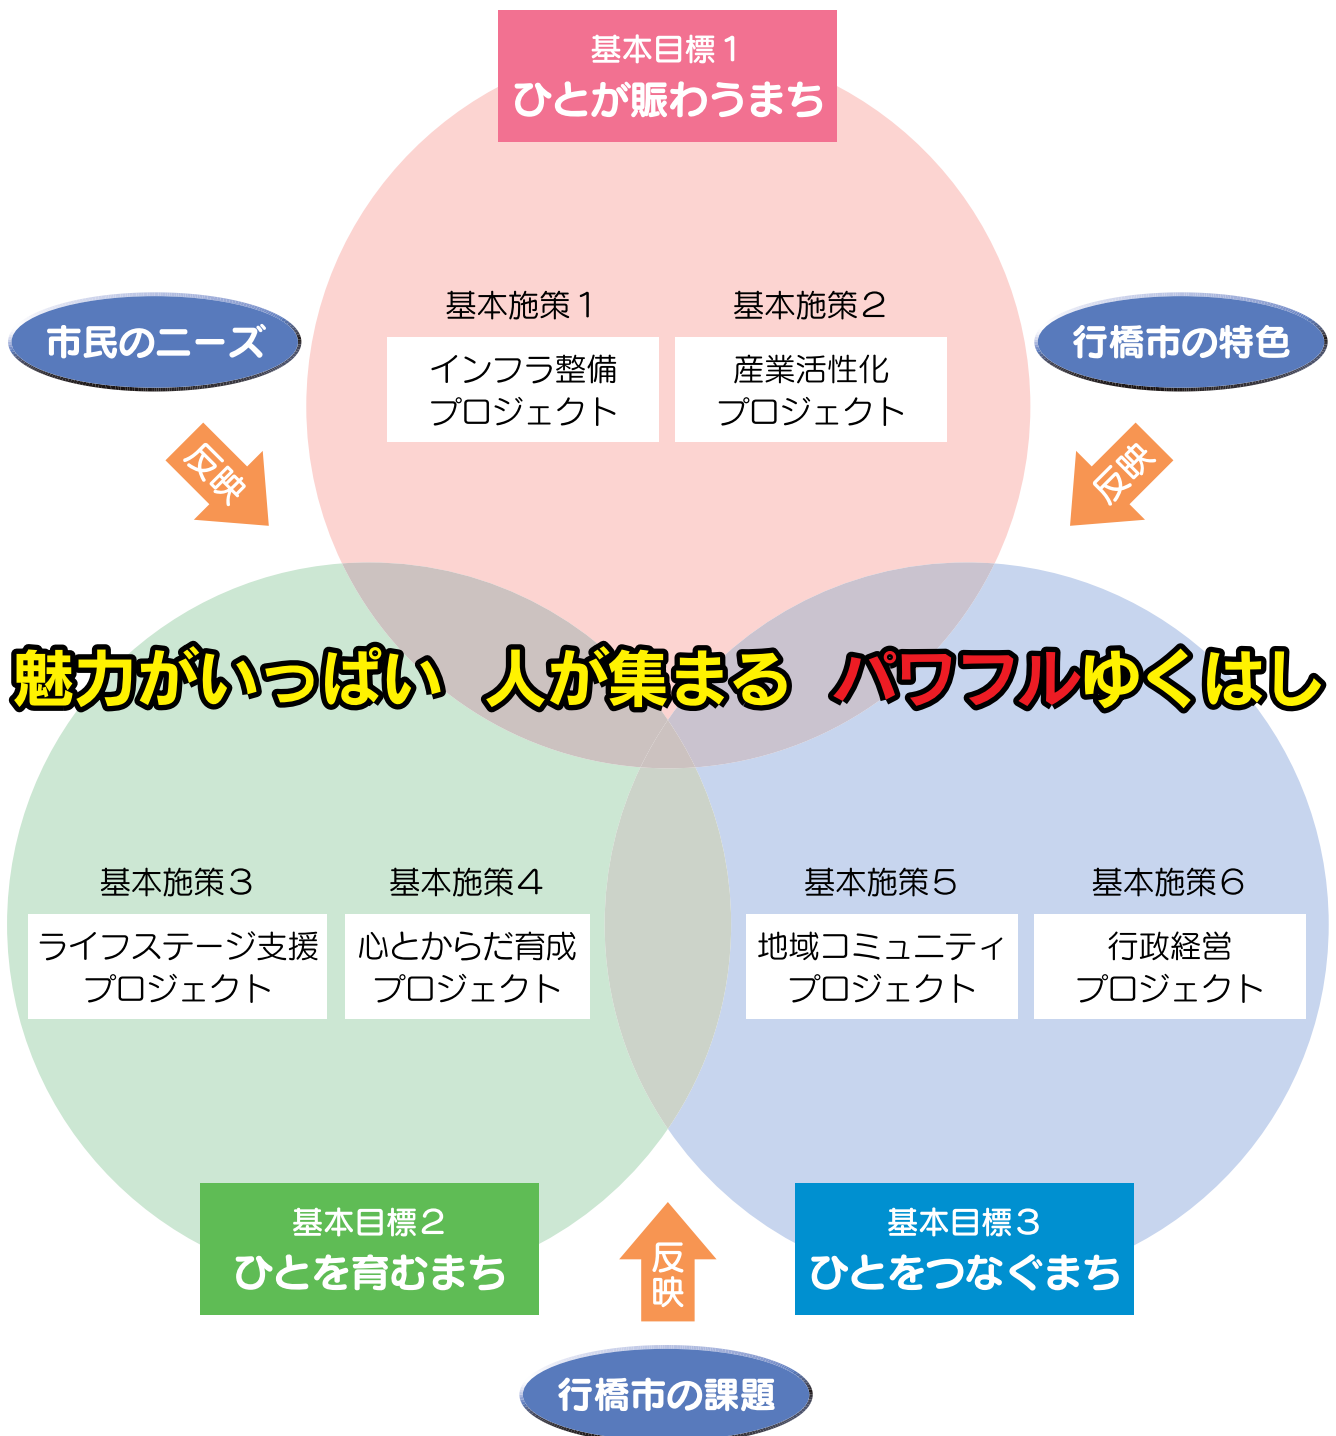 基本目標１
ひとが賑わうまち
基本施策１
インフラ整備
プロジェクト
基本施策２
産業活性化
プロジェクト
市民のニーズ
反映
行橋市の特色
反映
魅力がいっぱい　人が集まる　パワフルゆくはし
基本施策３
ライフステージ支援
プロジェクト
基本施策４
心とからだ育成
プロジェクト
基本施策５
地域コミュニティ
プロジェクト
基本施策６
行政経営
プロジェクト
基本目標２
ひとを育むまち
反映
基本目標３
ひとをつなぐまち
行橋市の課題